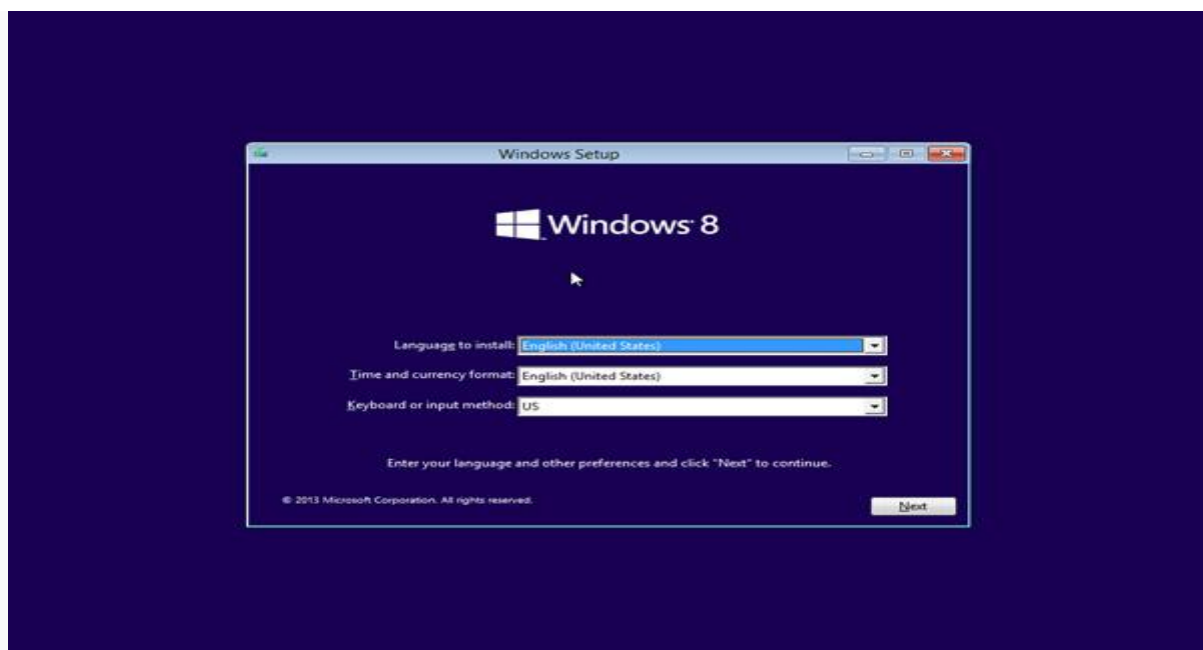 Windows Setup
Windows 8
Language to install: English (United States)
Time and currency format: English (United States)
Keyboard or input method: US
Enter your language and other preferences and click "Next" to continue.
© 2013 Microsoft Corporation. All rights reserved.
Next